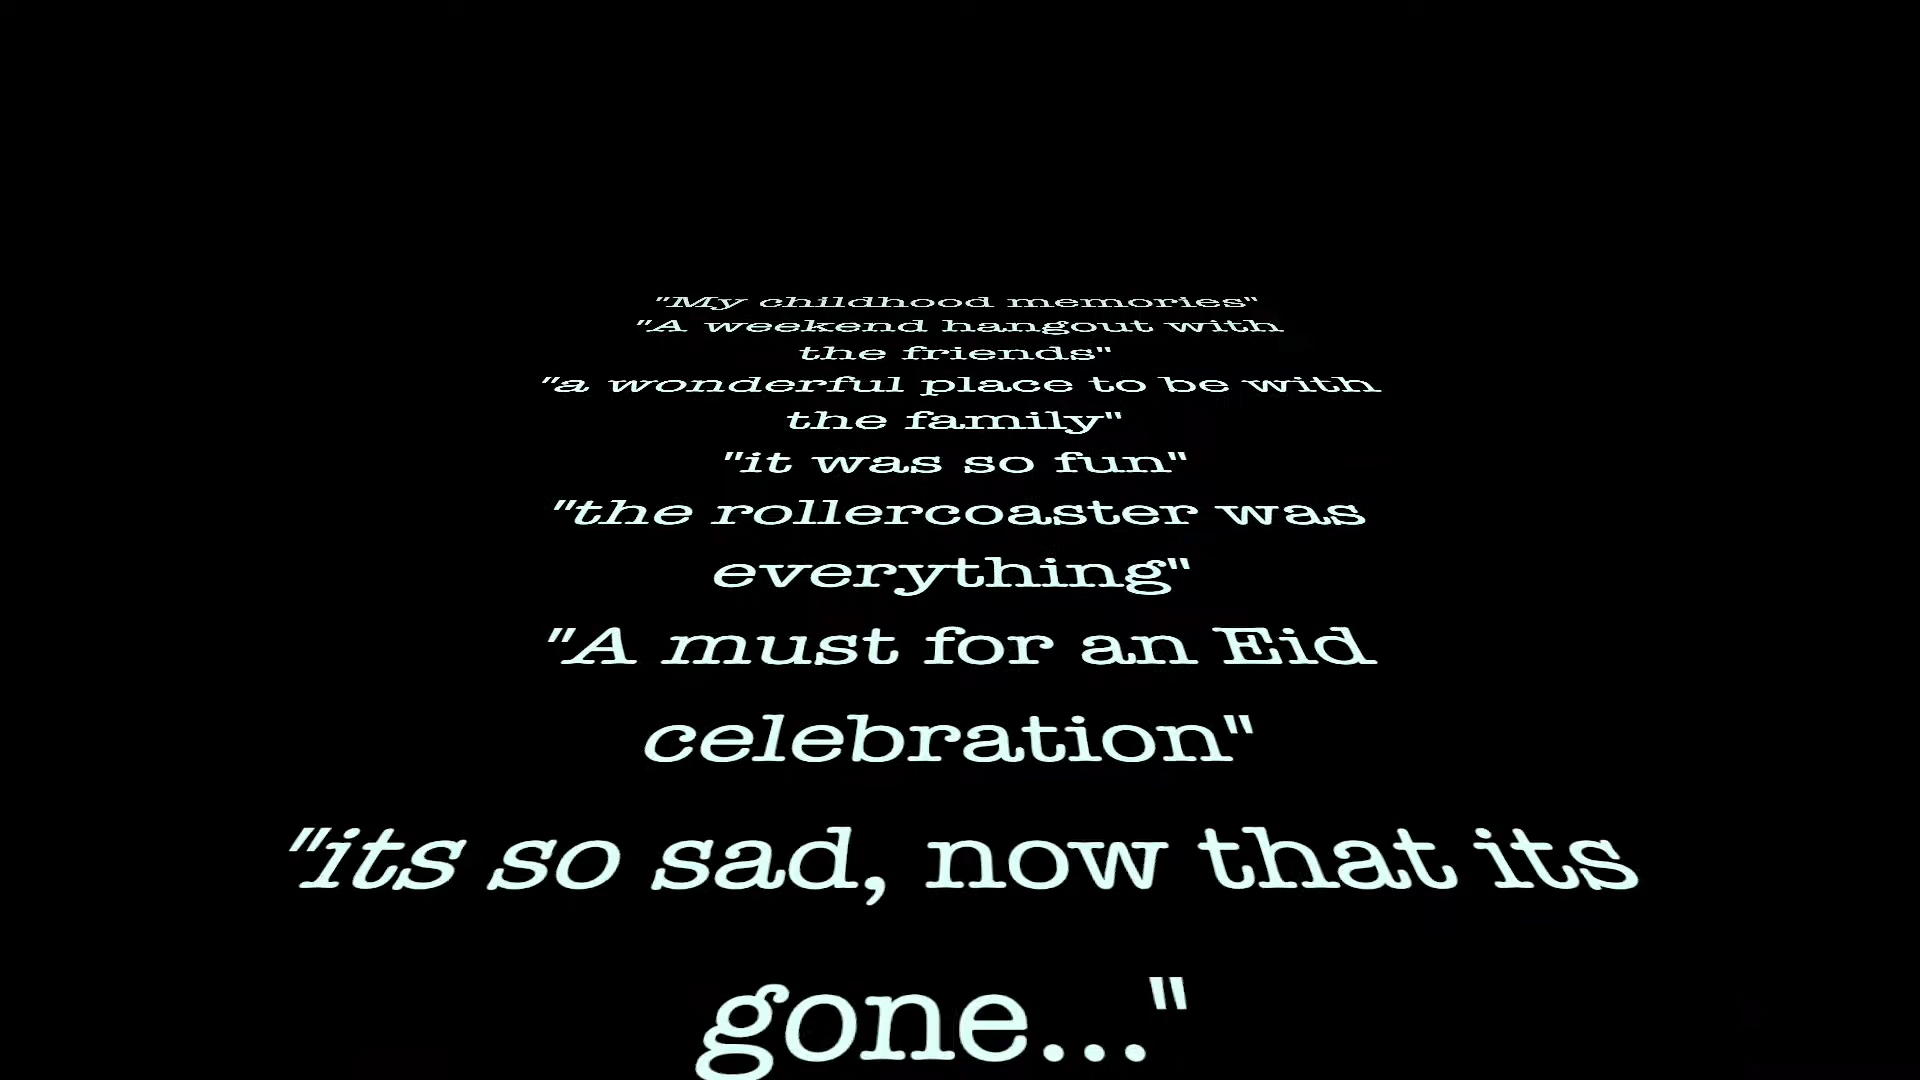 "My childhood memories"
"A weekend hangout with
the friends"
"a wonderful place to be with
the family"
"it was so fun"
"the rollercoaster was
everything"
"A must for an Eid
celebration"
"its so sad, now that its
gone..."